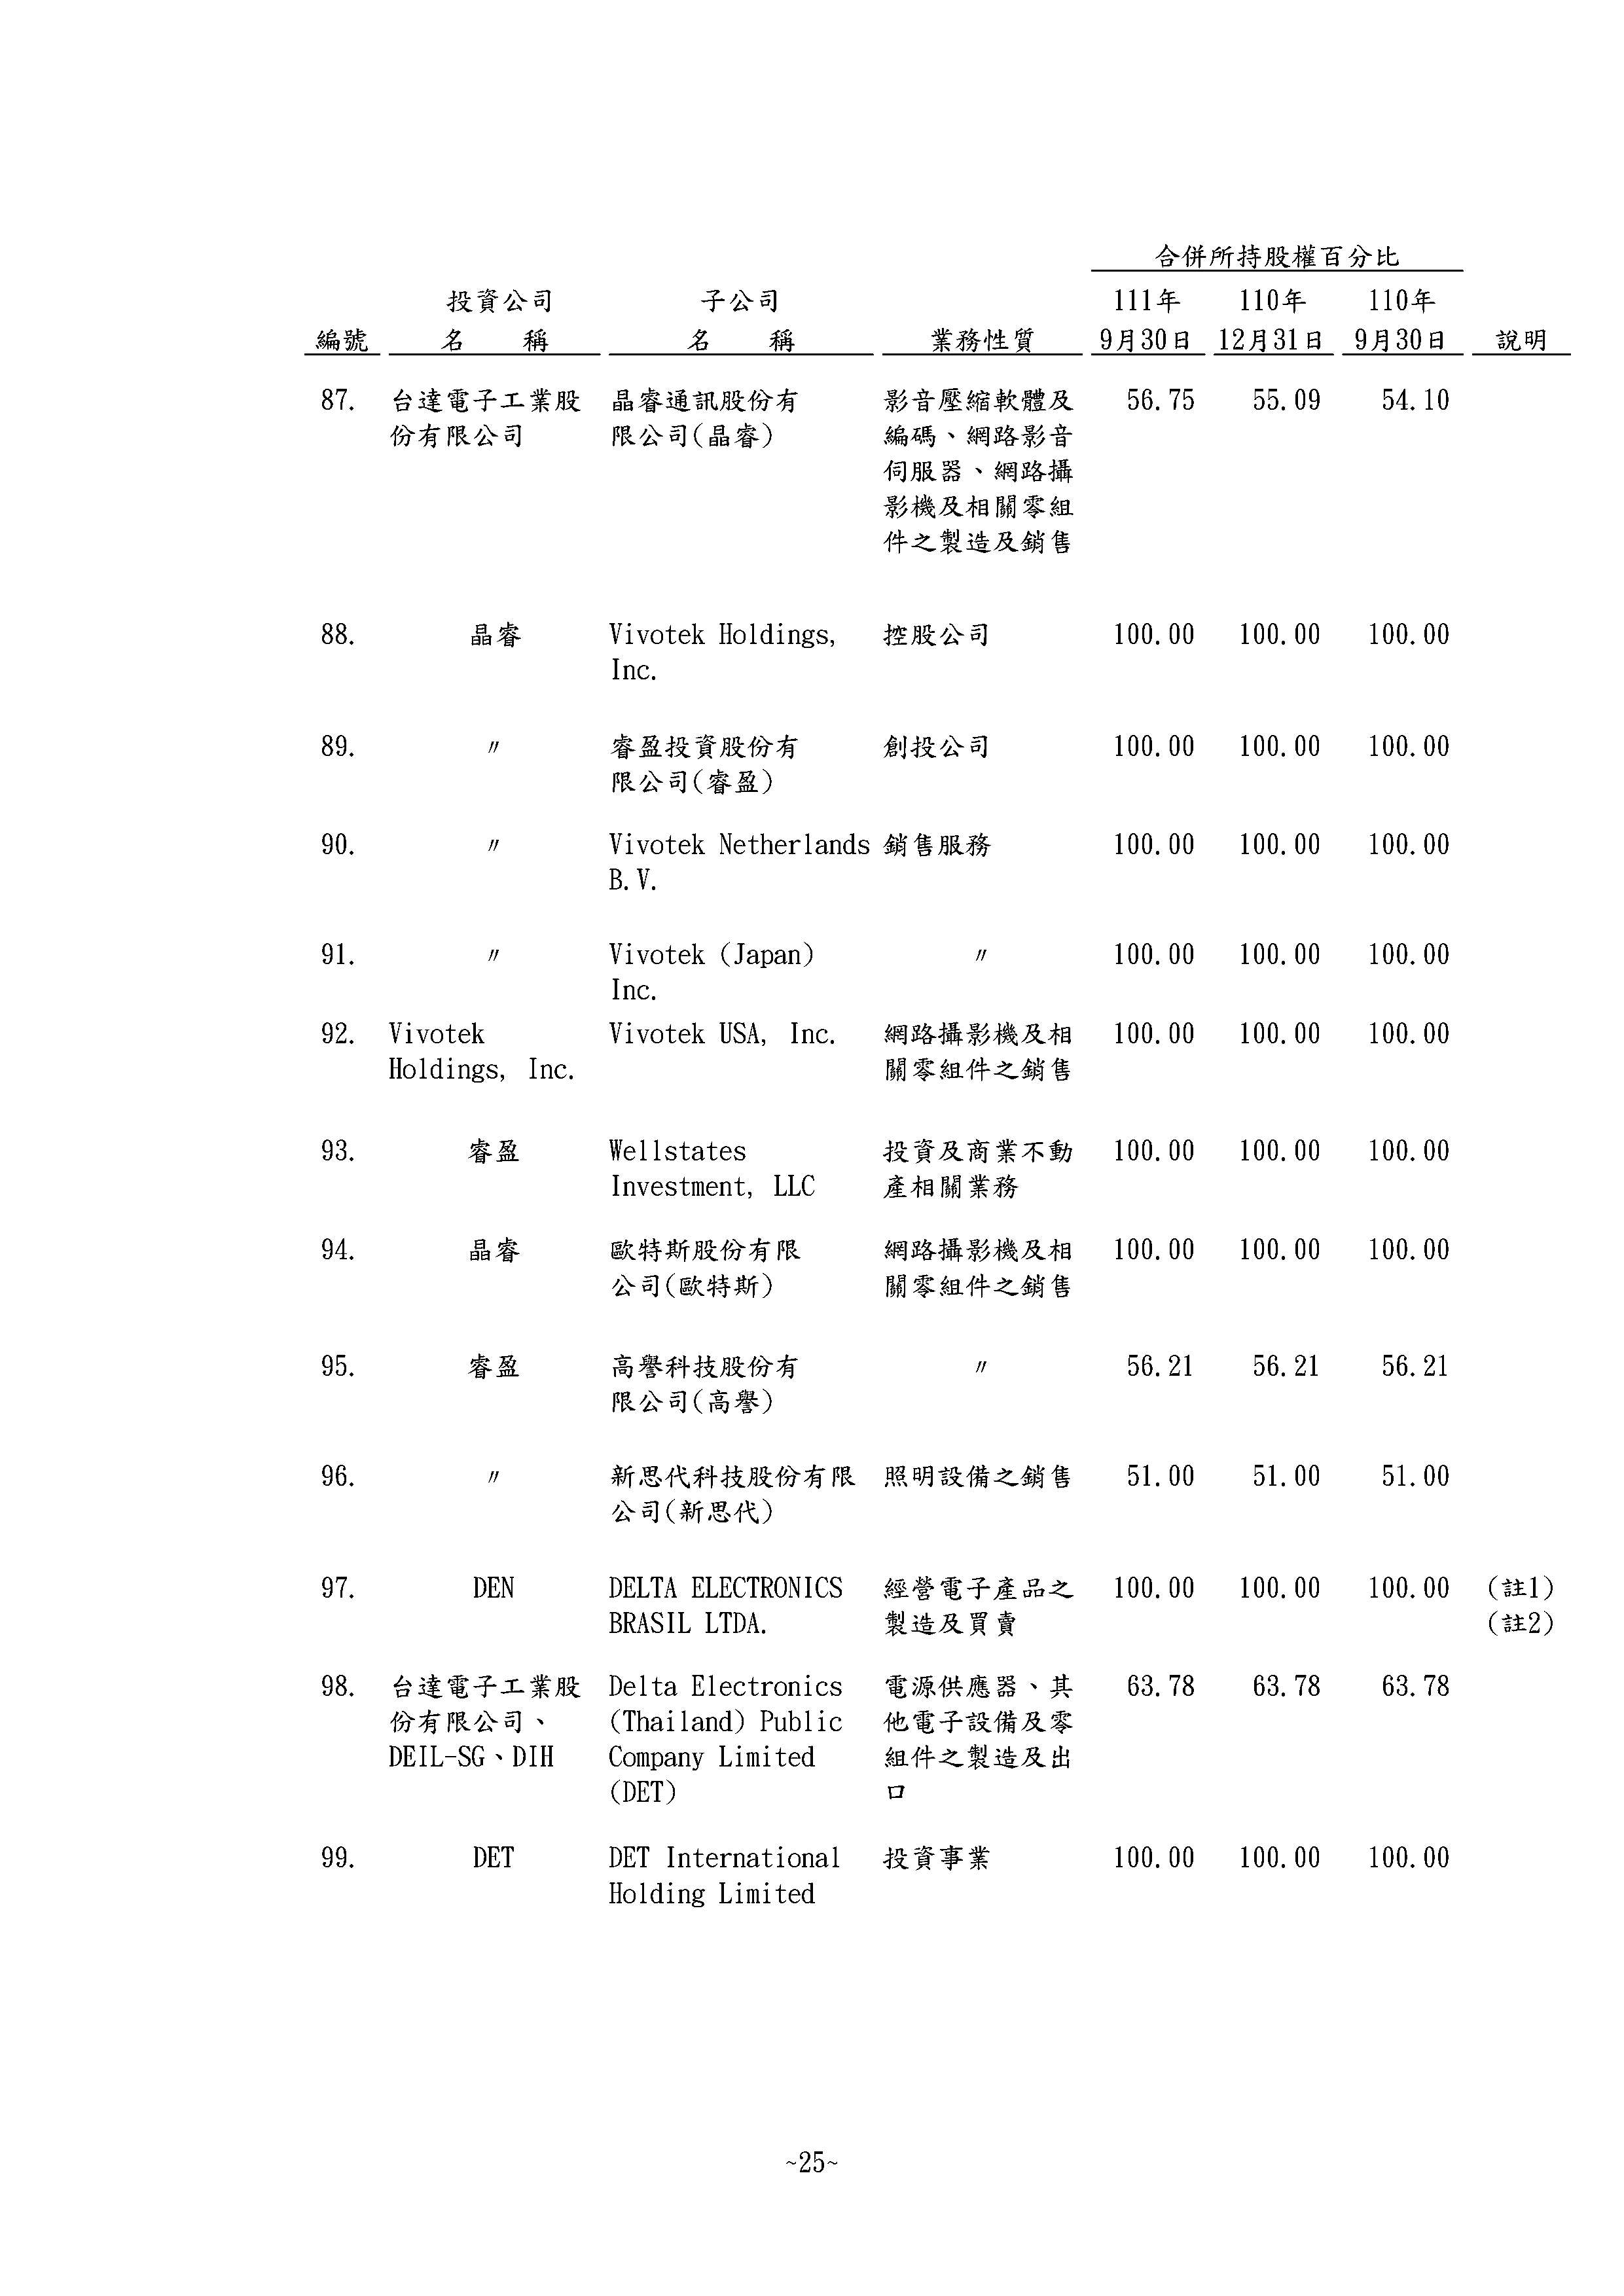 合併所持股權百分比
投資公司 子公司 111年 110年 110年
編號 名 稱 名 稱 業務性質 9月30日 12月31日 9月30日 說明
87. 台達電子工業股 晶睿通訊股份有 影音壓縮軟體及 56.75 55.09 54.10
份有限公司 限公司(晶睿) 編碼、網路影音
伺服器、網路攝
影機及相關零組
件之製造及銷售
88. 晶睿 Vivotek Holdings, 控股公司 100.00 100.00 100.00
Inc.
89. 〃 睿盈投資股份有 創投公司 100.00 100.00 100.00
限公司(睿盈)
90. 〃 Vivotek Netherlands 銷售服務 100.00 100.00 100.00
B.V.
91. 〃 Vivotek (Japan) 〃 100.00 100.00 100.00
Inc.
92. Vivotek Vivotek USA, Inc. 網路攝影機及相 100.00 100.00 100.00
Holdings, Inc. 關零組件之銷售
93. 睿盈 Wellstates 投資及商業不動 100.00 100.00 100.00
Investment, LLC 產相關業務
94. 晶睿 歐特斯股份有限 網路攝影機及相 100.00 100.00 100.00
公司(歐特斯) 關零組件之銷售
95. 睿盈 高譽科技股份有 〃 56.21 56.21 56.21
限公司(高譽)
96. 〃 新思代科技股份有限 照明設備之銷售 51.00 51.00 51.00
公司(新思代)
97. DEN DELTA ELECTRONICS 經營電子產品之 100.00 100.00 100.00 (註1)
BRASIL LTDA. 製造及買賣 (註2)
98. 台達電子工業股 Delta Electronics 電源供應器、其 63.78 63.78 63.78
份有限公司、 (Thailand) Public 他電子設備及零
DEIL-SG、DIH Company Limited 組件之製造及出
(DET) 口
99. DET DET International 投資事業 100.00 100.00 100.00
Holding Limited
~25~